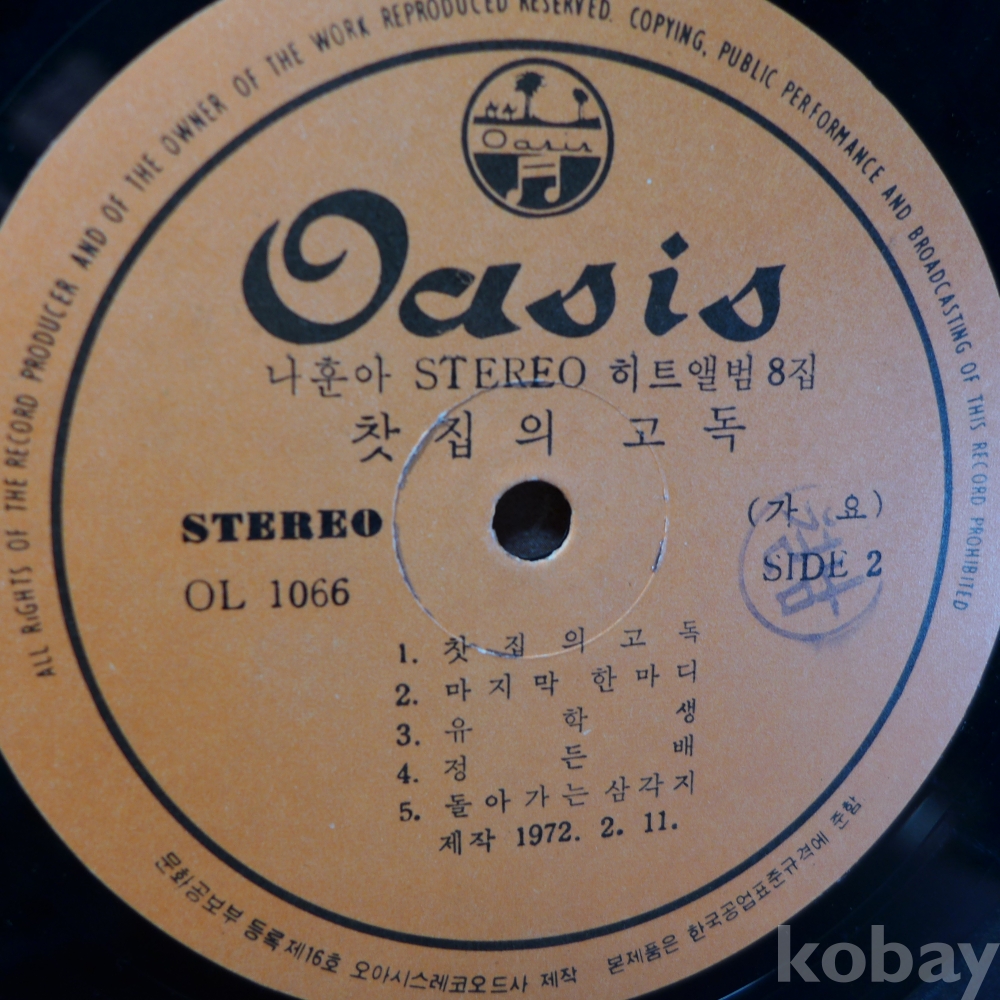 ALL RIGHTS OF THE RECORD PRODUCER AND OF THE OWNER OF THE WORK REPRODUCED RESERVED. COPYING, PUBLIC PERFORMANCE AND BROADCASTING OF THIS RECORD PROHIBITED
Oasis
Oasis
나훈아 STEREO 히트앨범 8집
찻집의 고독
STEREO
(가 요)
OL 1066
SIDE 2
1. 찻집의고독
2. 마지막 한마디
3. 유학생
4. 정든배
5. 돌아가는삼각지
제작 1972. 2. 11.
문화공보부 등록 제16호 오아시스레코오드사 제작 본제품은 한국공업표준규격에 준함
kobay